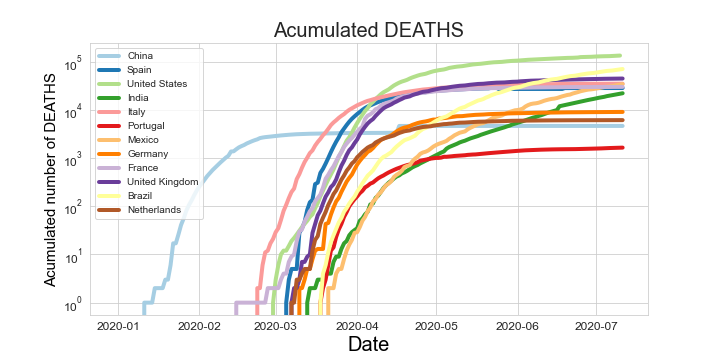 Acumulated DEATHS
Acumulated number of DEATHS
10^5
10^4
10^3
10^2
10^1
10^0
China
Spain
United States
India
Italy
Portugal
Mexico
Germany
France
United Kingdom
Brazil
Netherlands
2020-01 2020-02 2020-03 2020-04 2020-05 2020-06 2020-07
Date